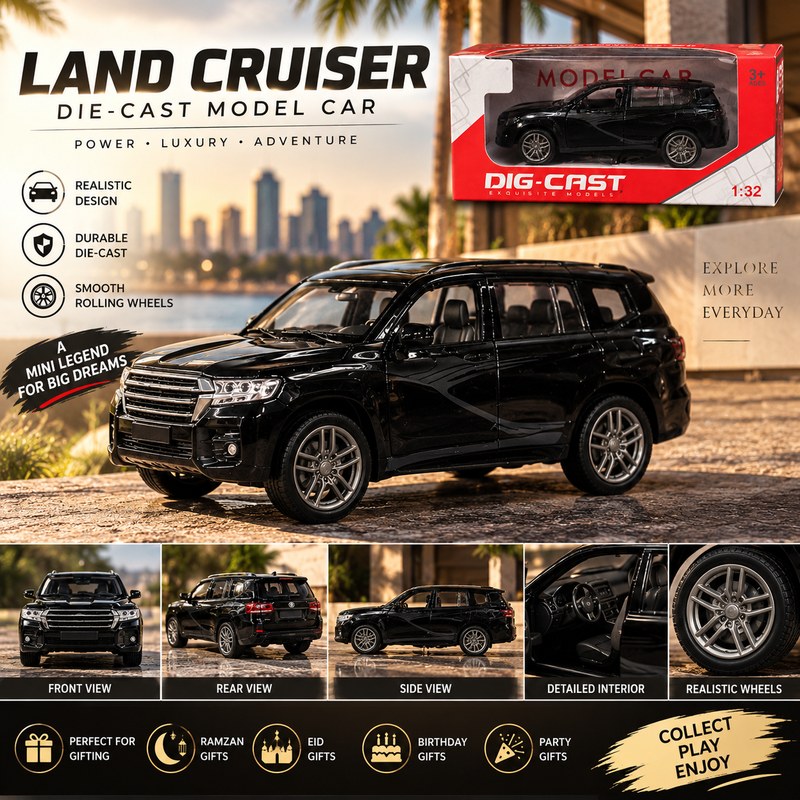 LAND CRUISER
DIE-CAST MODEL CAR
POWER • LUXURY • ADVENTURE
REALISTIC
DESIGN
DURABLE
DIE-CAST
SMOOTH
ROLLING WHEELS
A
MINI LEGEND
FOR BIG DREAMS
MODEL CAR
3+
DIG-CAST
EXQUISITE MODELS
1:32
EXPLORE
MORE
EVERYDAY
FRONT VIEW
REAR VIEW
SIDE VIEW
DETAILED INTERIOR
REALISTIC WHEELS
PERFECT FOR
GIFTING
RAMZAN
GIFTS
EID
GIFTS
BIRTHDAY
GIFTS
PARTY
GIFTS
COLLECT
PLAY
ENJOY